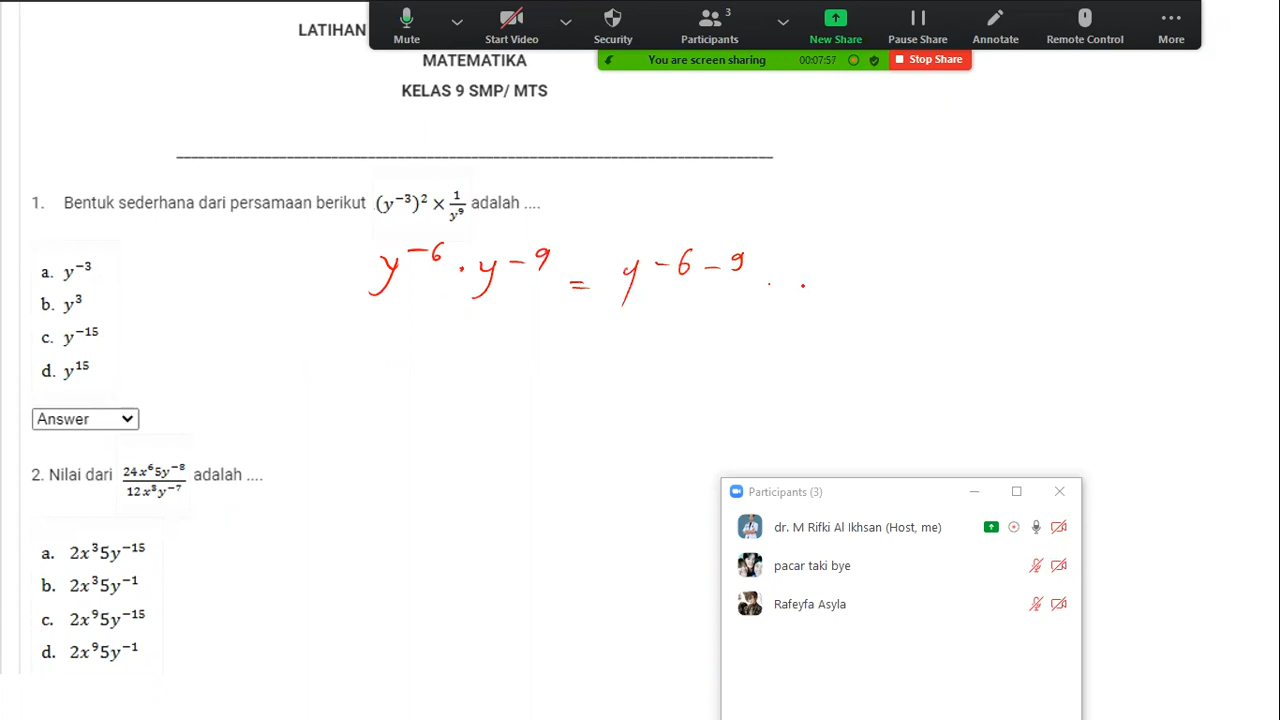 Mute
Start Video
Security
Participants 3
New Share
Pause Share
Annotate
Remote Control
More
You are screen sharing 00:07:57 Stop Share
LATIHAN
MATEMATIKA
KELAS 9 SMP/ MTS
1. Bentuk sederhana dari persamaan berikut (y⁻³)² × 1/y⁹ adalah ....
y⁻⁶ . y⁻⁹ = y⁻⁶⁻⁹
a. y⁻³
b. y³
c. y⁻¹⁵
d. y¹⁵
Answer
2. Nilai dari 24x⁶5y⁻⁸/12x³y⁻⁷ adalah ....
a. 2x³5y⁻¹⁵
b. 2x³5y⁻¹
c. 2x⁹5y⁻¹⁵
d. 2x⁹5y⁻¹
Participants (3)
dr. M Rifki Al Ikhsan (Host, me)
pacar taki bye
Rafeyfa Asyla